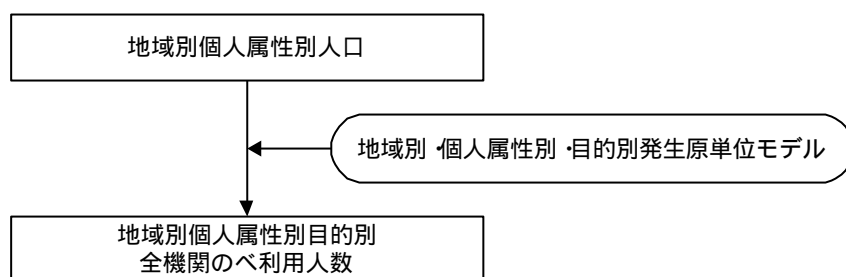 地域別個人属性別人口
地域別・個人属性別・目的別発生原単位モデル
地域別個人属性別目的別
全機関のべ利用人数